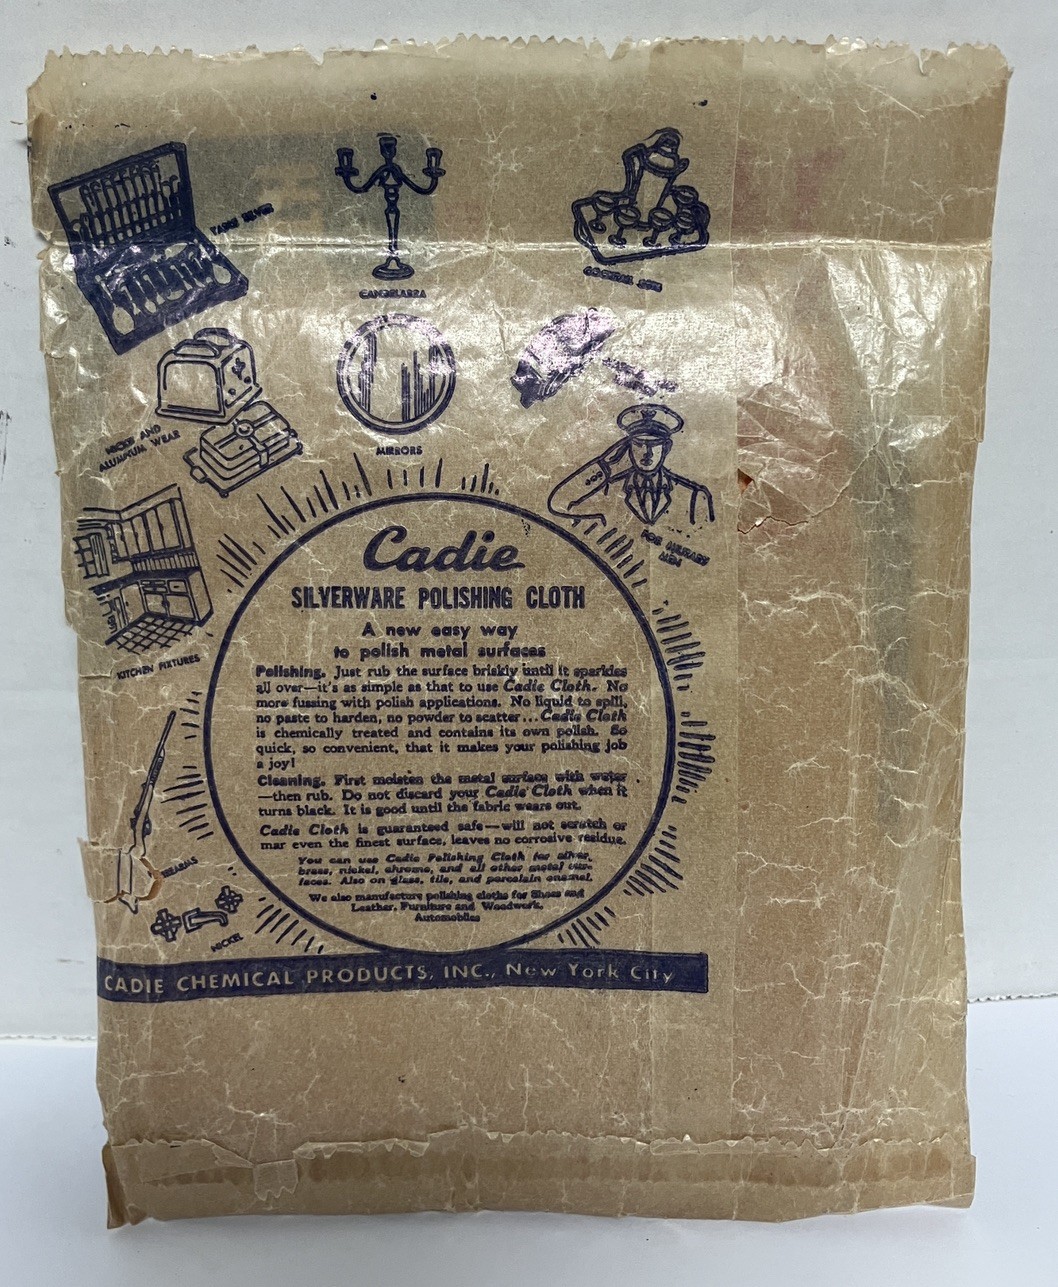 TABLE SILVER
CANDELABRA
COCKTAIL SETS
NICKEL AND
ALUMINUM WEAR
MIRRORS
FOR MILITARY
MEN
KITCHEN FIXTURES
NICKEL
Cadie
SILVERWARE POLISHING CLOTH
A new easy way
to polish metal surfaces
Polishing. Just rub the surface briskly until it sparkles
all over—it's as simple as that to use Cadie Cloth. No
more fussing with polish applications. No liquid to spill,
no paste to harden, no powder to scatter...Cadie Cloth
is chemically treated and contains its own polish. So
quick, so convenient, that it makes your polishing job
a joy!
Cleaning. First moisten the metal surface with water
—then rub. Do not discard your Cadie Cloth when it
turns black. It is good until the fabric wears out.
Cadie Cloth is guaranteed safe—will not scratch or
mar even the finest surface, leaves no corrosive residue.
You can use Cadie Polishing Cloth for silver,
brass, nickel, chrome, and all other metal sur-
faces. Also on glass, tile, and porcelain enamel.
We also manufacture polishing cloths for Shoes and
Leather, Furniture and Woodwork,
Automobiles
CADIE CHEMICAL PRODUCTS, INC., New York City